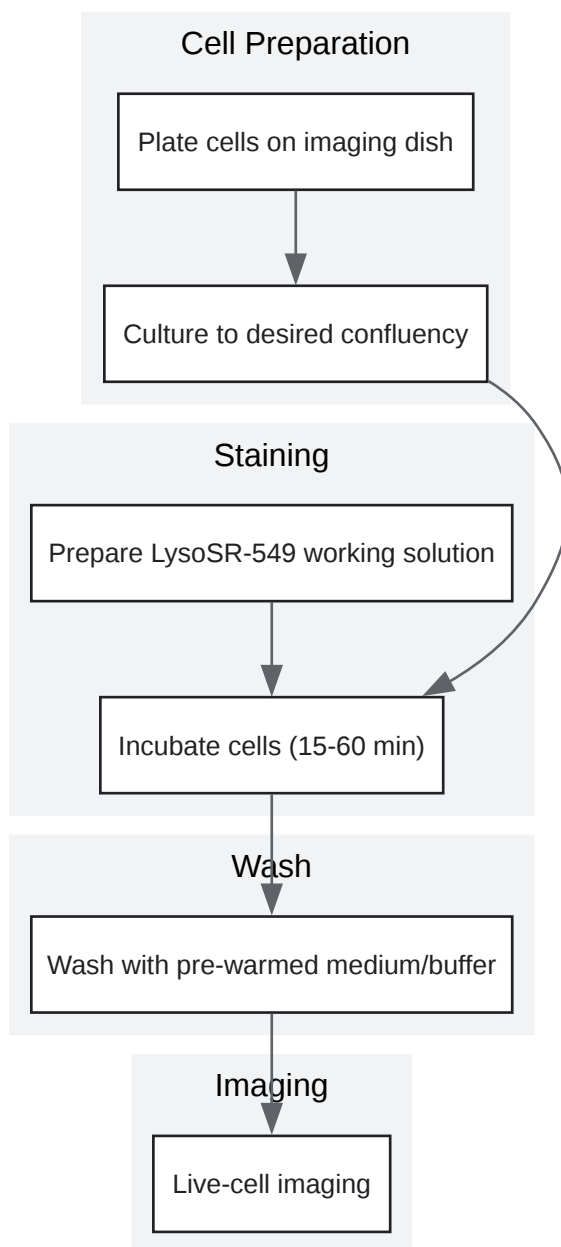 Cell Preparation
Plate cells on imaging dish
Culture to desired confluency
Staining
Prepare LysoSR-549 working solution
Incubate cells (15-60 min)
Wash
Wash with pre-warmed medium/buffer
Imaging
Live-cell imaging